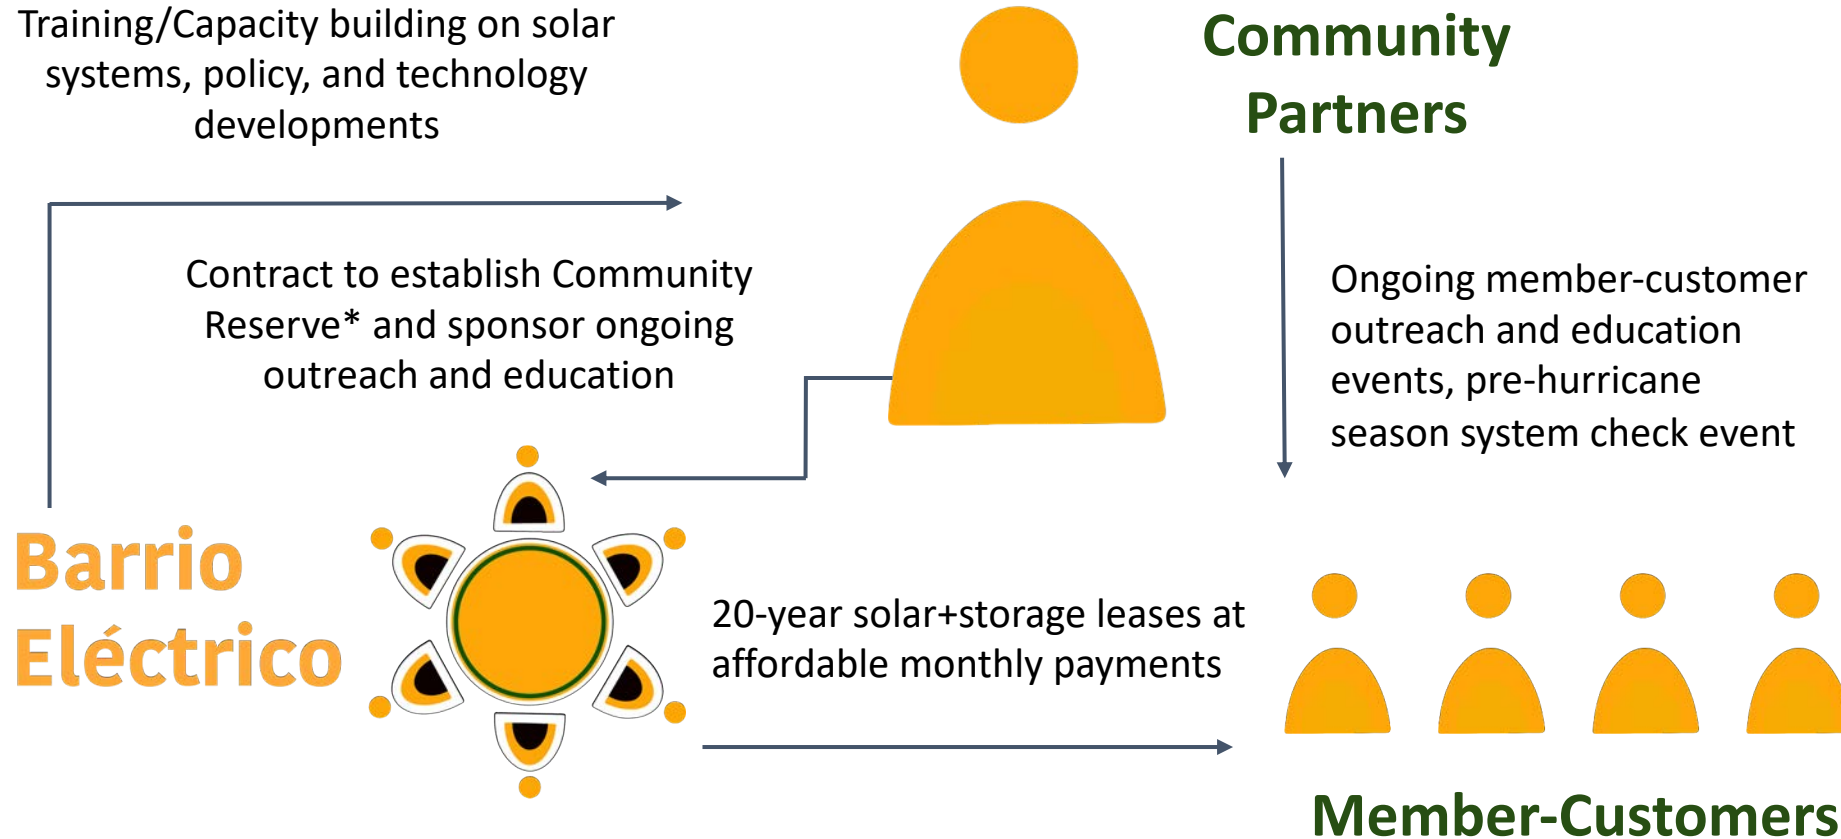 Training/Capacity building on solar
systems, policy, and technology
developments
Community
Partners
Contract to establish Community
Reserve* and sponsor ongoing
outreach and education
Ongoing member-customer
outreach and education
events, pre-hurricane
season system check event
Barrio
Eléctrico
20-year solar+storage leases at
affordable monthly payments
Member-Customers